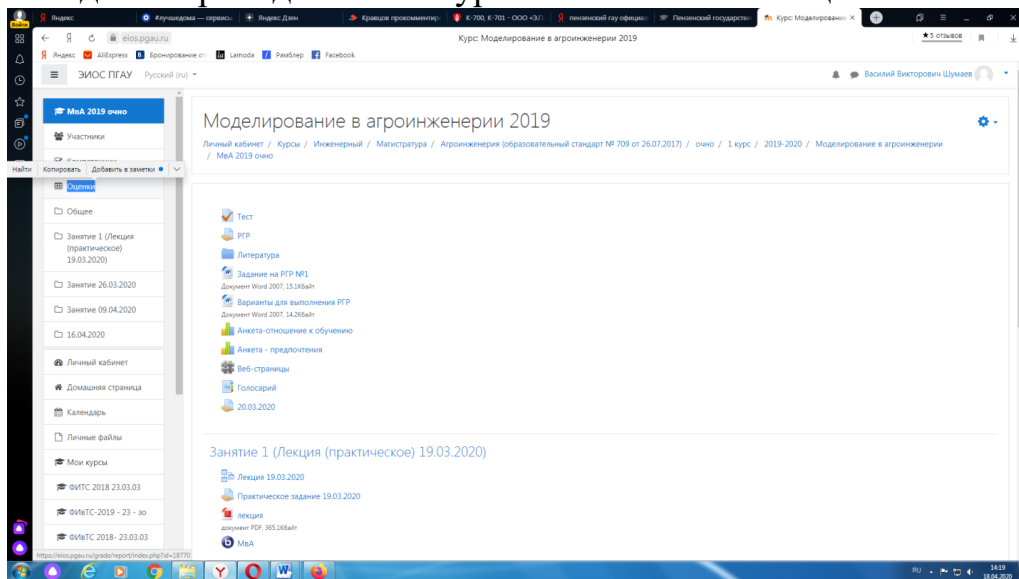 Войти
Яндекс
#лучшедома — сервисы
Яндекс Дзен
Кравцов прокомментир
К-700, К-701 - ООО «З.П.
пензенский гау официал
Пензенский государстве
Курс: Моделировани
eios.pgau.ru
Курс: Моделирование в агроинженерии 2019
★5 отзывов
Яндекс
AliExpress
Бронирование от
Lamoda
Рамблер
Facebook
ЭИОС ПГАУ
Русский (ru)
Василий Викторович Шумаев
МвА 2019 очно
Участники
Найти
Копировать
Добавить в заметки
Оценки
Общее
Занятие 1 (Лекция
(практическое)
19.03.2020)
Занятие 26.03.2020
Занятие 09.04.2020
16.04.2020
Личный кабинет
Домашняя страница
Календарь
Личные файлы
Мои курсы
ФИТС 2018 23.03.03
ФИвТС-2019 - 23 - зо
ФИвТС 2018- 23.03.03
Моделирование в агроинженерии 2019
Личный кабинет / Курсы / Инженерный / Магистратура / Агроинженерия (образовательный стандарт № 709 от 26.07.2017) / очно / 1 курс / 2019-2020 / Моделирование в агроинженерии
/ МвА 2019 очно
Тест
РГР
Литература
Задание на РГР №1
Документ Word 2007, 15.1Кбайт
Варианты для выполнения РГР
Документ Word 2007, 14.2Кбайт
Анкета-отношение к обучению
Анкета - предпочтения
Веб-страницы
Голосарий
20.03.2020
Занятие 1 (Лекция (практическое) 19.03.2020)
Лекция 19.03.2020
Практическое задание 19.03.2020
лекция
документ PDF, 365.1Кбайт
МвА
https://eios.pgau.ru/grade/report/index.php?id=18770
RU
14:19
18.04.2020